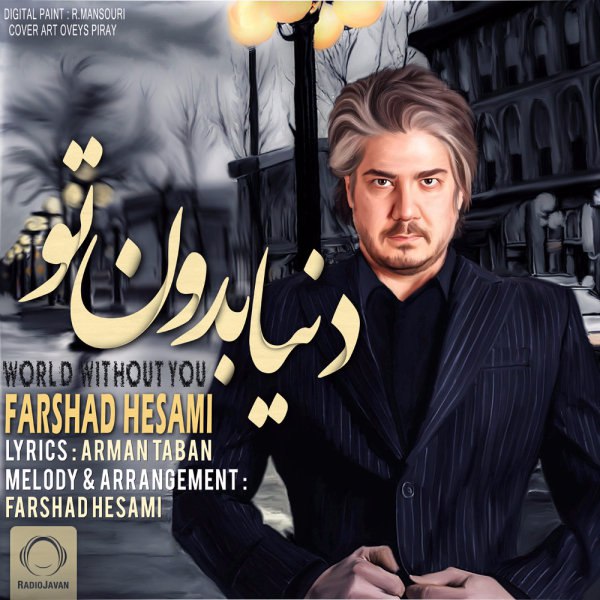 DIGITAL PAINT : R.MANSOURI
COVER ART OVEYS PIRAY
دنیا بدون تو
WORLD WITHOUT YOU
FARSHAD HESAMI
LYRICS : ARMAN TABAN
MELODY & ARRANGEMENT :
FARSHAD HESAMI
RADIOJAVAN